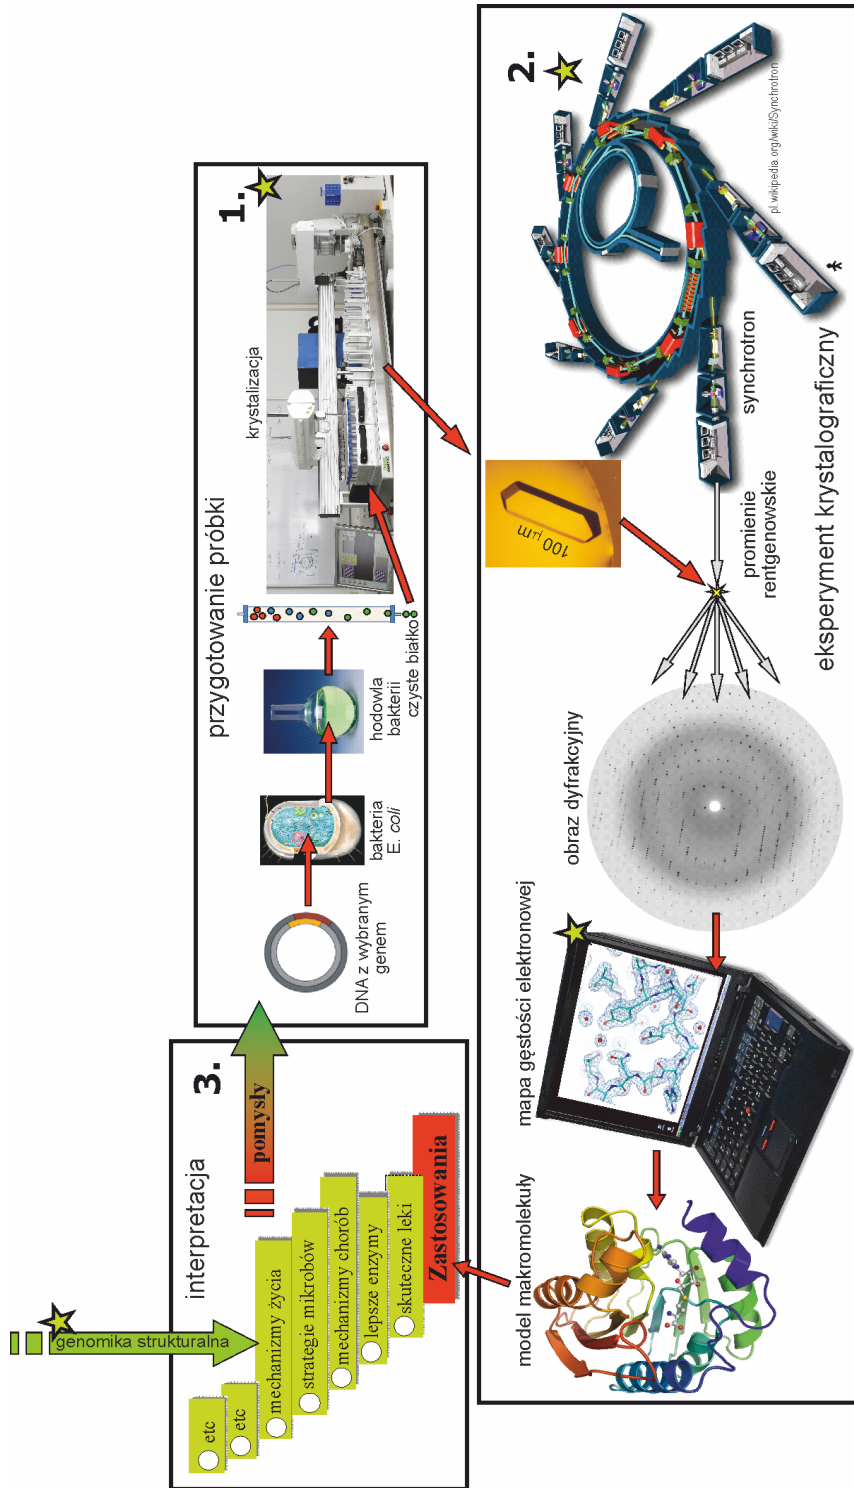 genomika strukturalna
interpretacja
3.
etc
etc
mechanizmy życia
strategie mikrobów
mechanizmy chorób
lepsze enzymy
skuteczne leki
Zastosowania
pomysły
przygotowanie próbki
1.
DNA z wybranym
genem
bakteria
E. coli
hodowla
bakterii
czyste białko
krystalizacja
2.
pl.wikipedia.org/wiki/Synchrotron
synchrotron
100 μm
promienie
rentgenowskie
eksperyment krystalograficzny
obraz dyfrakcyjny
mapa gęstości elektronowej
model makromolekuły